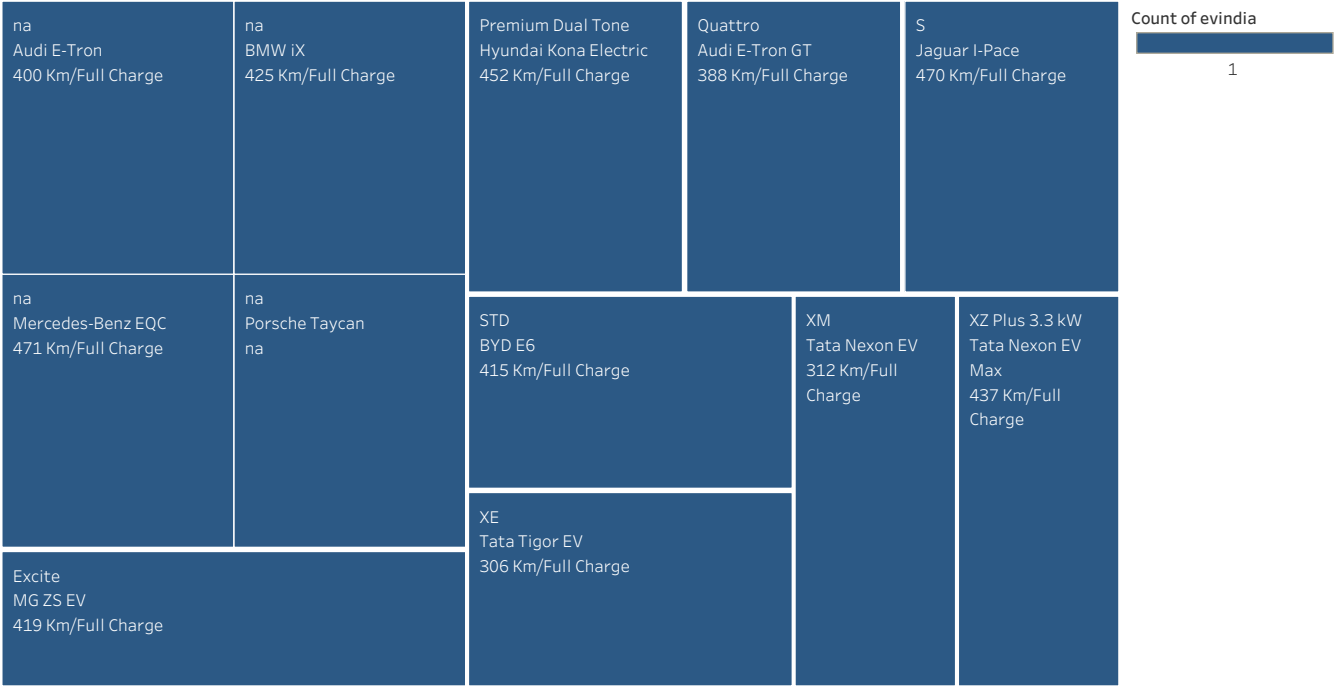 na
Audi E-Tron
400 Km/Full Charge
na
BMW iX
425 Km/Full Charge
Premium Dual Tone
Hyundai Kona Electric
452 Km/Full Charge
Quattro
Audi E-Tron GT
388 Km/Full Charge
S
Jaguar I-Pace
470 Km/Full Charge
Count of evindia
1
na
Mercedes-Benz EQC
471 Km/Full Charge
na
Porsche Taycan
na
STD
BYD E6
415 Km/Full Charge
XM
Tata Nexon EV
312 Km/Full
Charge
XZ Plus 3.3 kW
Tata Nexon EV
Max
437 Km/Full
Charge
XE
Tata Tigor EV
306 Km/Full Charge
Excite
MG ZS EV
419 Km/Full Charge